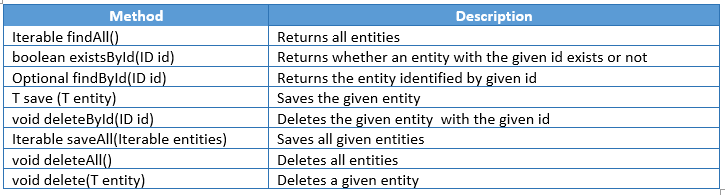 Method Description
Iterable findAll() Returns all entities
boolean existsById(ID id) Returns whether an entity with the given id exists or not
Optional findById(ID id) Returns the entity identified by given id
T save (T entity) Saves the given entity
void deleteById(ID id) Deletes the given entity  with the given id
Iterable saveAll(Iterable entities) Saves all given entities
void deleteAll() Deletes all entities
void delete(T entity) Deletes a given entity